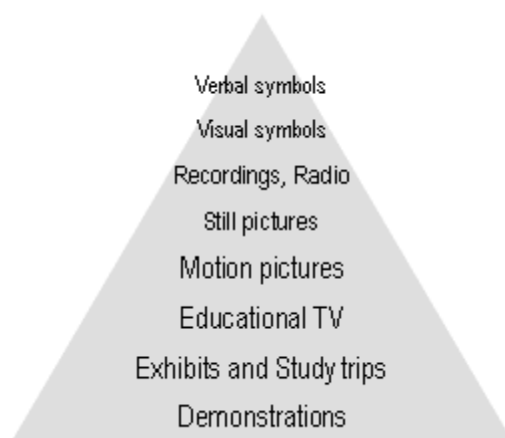 Verbal symbols
Visual symbols
Recordings, Radio
Still pictures
Motion pictures
Educational TV
Exhibits and Study trips
Demonstrations